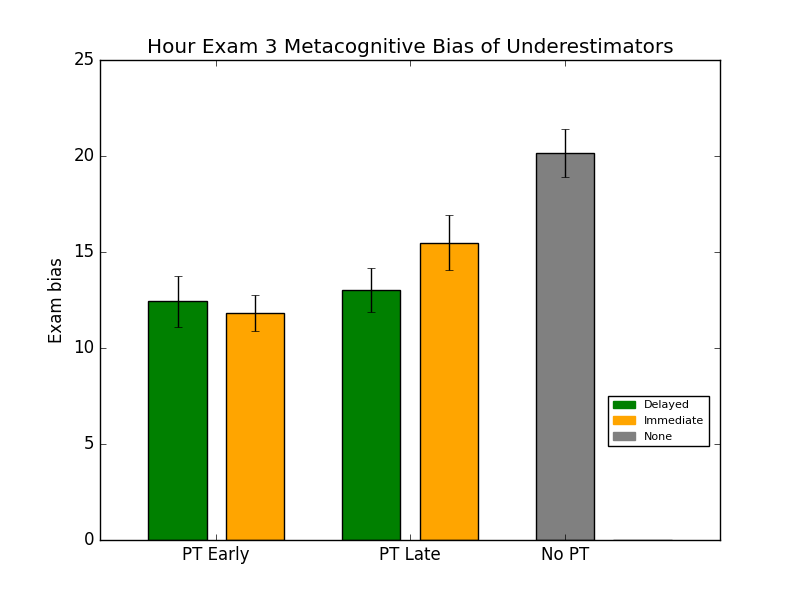 Hour Exam 3 Metacognitive Bias of Underestimators
25
20
15
10
5
0
Exam bias
PT Early
PT Late
No PT
Delayed
Immediate
None